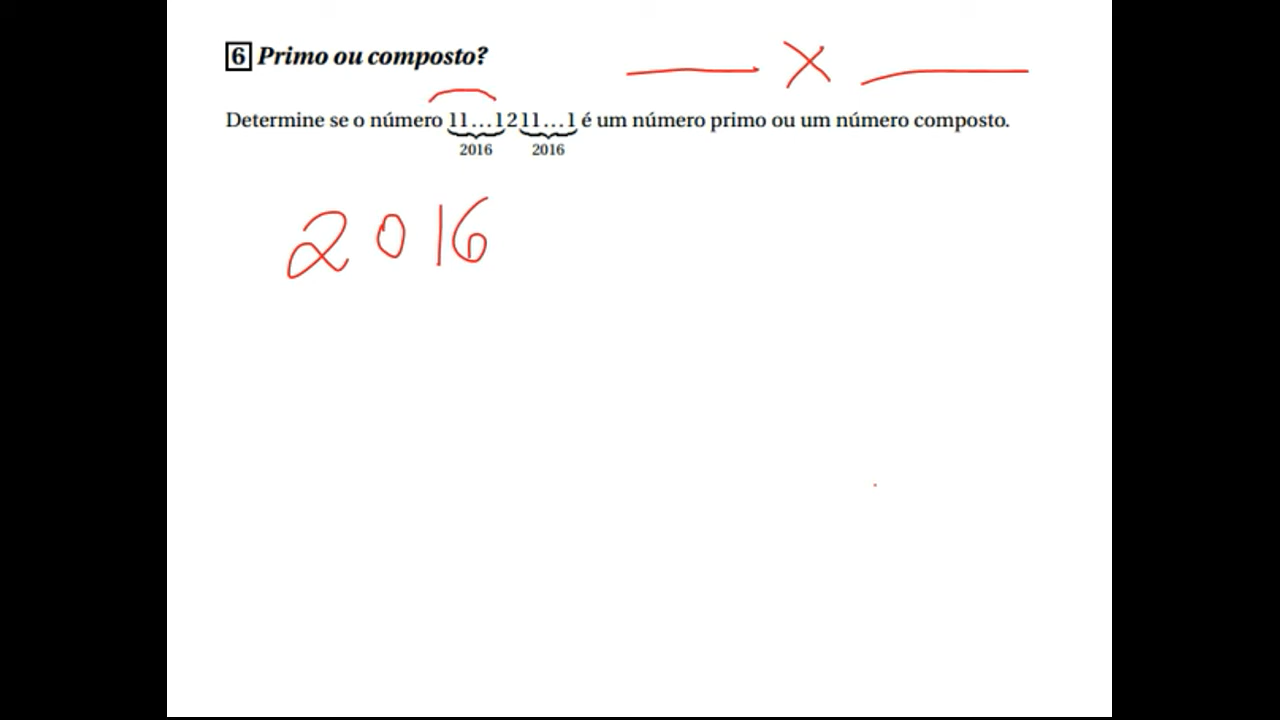 6 Primo ou composto?
X
Determine se o número 11...1211...1 é um número primo ou um número composto.
2016 2016
2016